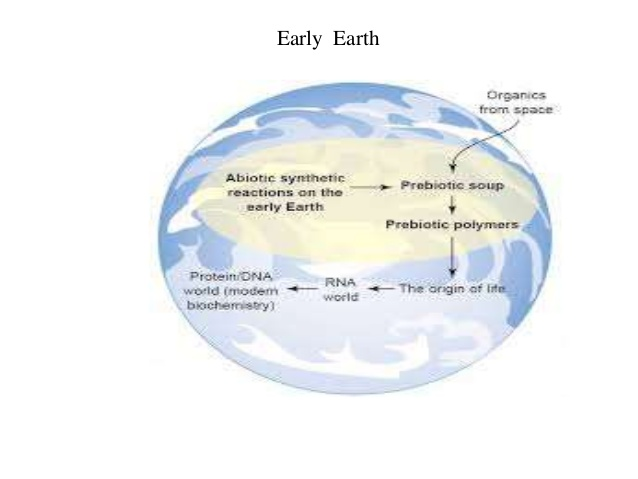 Early Earth
Organics
from space
Abiotic synthetic
reactions on the
early Earth
Prebiotic soup
Prebiotic polymers
The origin of life
RNA
world
Protein/DNA
world (modern
biochemistry)